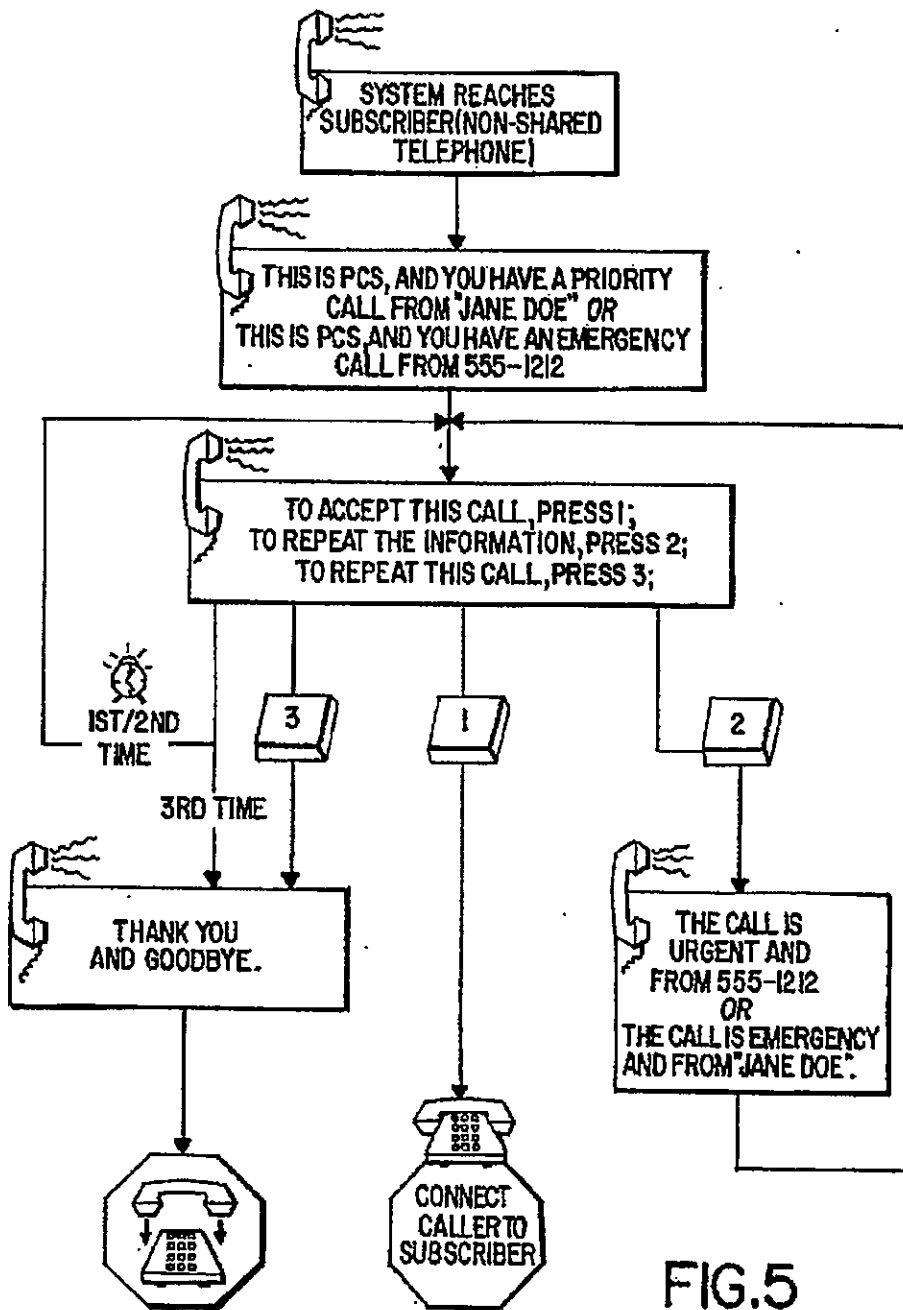 SYSTEM REACHES
SUBSCRIBER(NON-SHARED
TELEPHONE)
THIS IS PCS, AND YOU HAVE A PRIORITY
CALL FROM "JANE DOE" OR
THIS IS PCS, AND YOU HAVE AN EMERGENCY
CALL FROM 555-1212
TO ACCEPT THIS CALL, PRESS 1;
TO REPEAT THE INFORMATION, PRESS 2;
TO REPEAT THIS CALL, PRESS 3;
1ST/2ND
TIME
3
1
2
3RD TIME
THANK YOU
AND GOODBYE.
THE CALL IS
URGENT AND
FROM 555-1212
OR
THE CALL IS EMERGENCY
AND FROM "JANE DOE".
CONNECT
CALLER TO
SUBSCRIBER
FIG.5